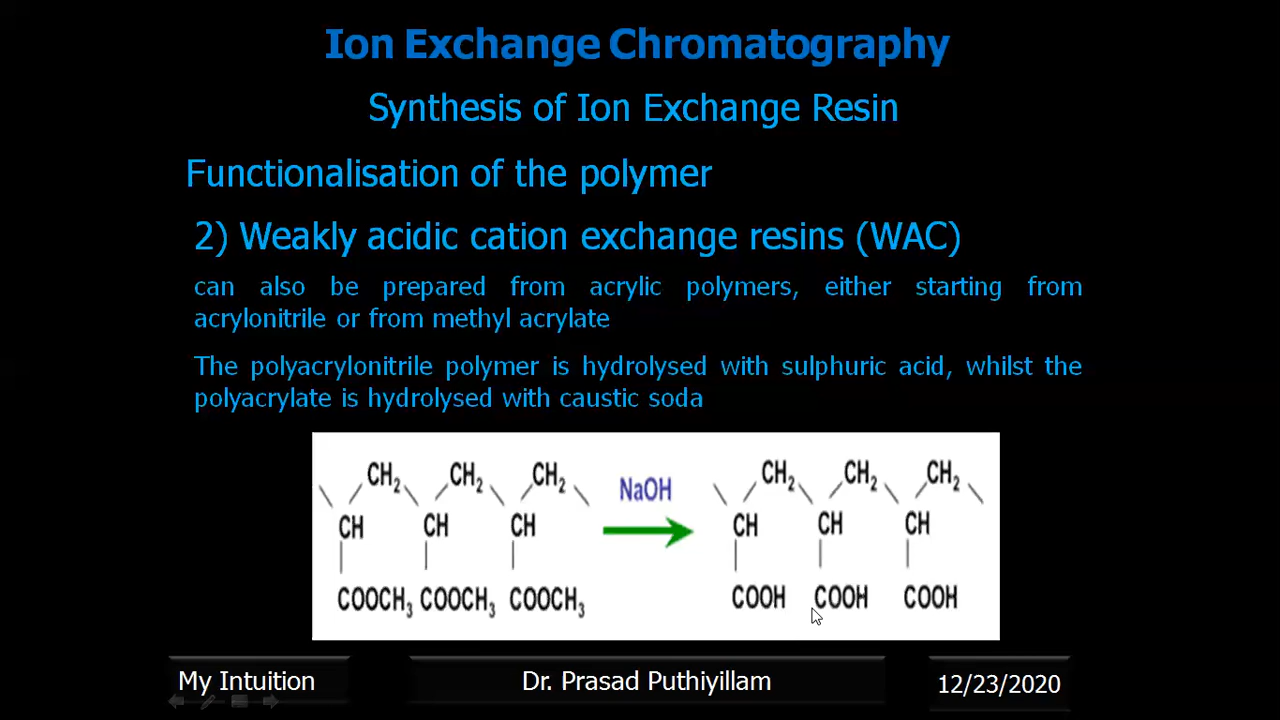 Ion Exchange Chromatography
Synthesis of Ion Exchange Resin
Functionalisation of the polymer
2) Weakly acidic cation exchange resins (WAC)
can also be prepared from acrylic polymers, either starting from
acrylonitrile or from methyl acrylate
The polyacrylonitrile polymer is hydrolysed with sulphuric acid, whilst the
polyacrylate is hydrolysed with caustic soda
CH₂ CH₂ CH₂ NaOH CH₂ CH₂ CH₂
CH CH CH CH CH CH
COOCH₃ COOCH₃ COOCH₃ COOH COOH COOH
My Intuition
Dr. Prasad Puthiyillam
12/23/2020